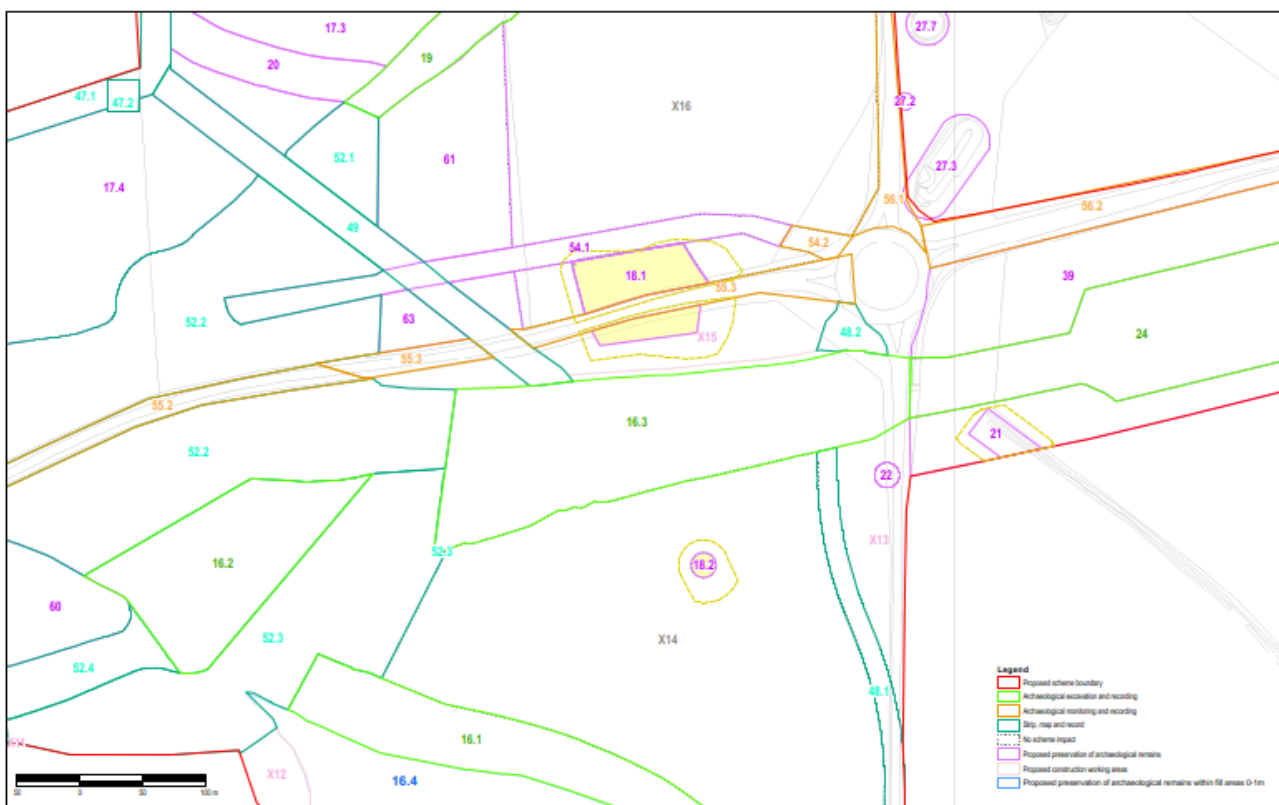 17.3
27.7
20
19
47.1
47.2
X16
27.2
52.1
61
27.3
17.4
56.1
56.2
49
54.1
54.2
18.1
39
55.3
52.2
63
48.2
24
X15
55.3
55.2
16.3
21
52.2
22
X13
52.3
16.2
18.2
60
52.3
X14
52.4
48.1
16.1
X11
X12
16.4
Legend
Proposed scheme boundary
Archaeological excavation and recording
Archaeological monitoring and recording
Strip, map and record
No scheme impact
Proposed preservation of archaeological remains
Proposed construction working areas
Proposed preservation of archaeological remains within fill areas 0-1m
50 0 50 100 m